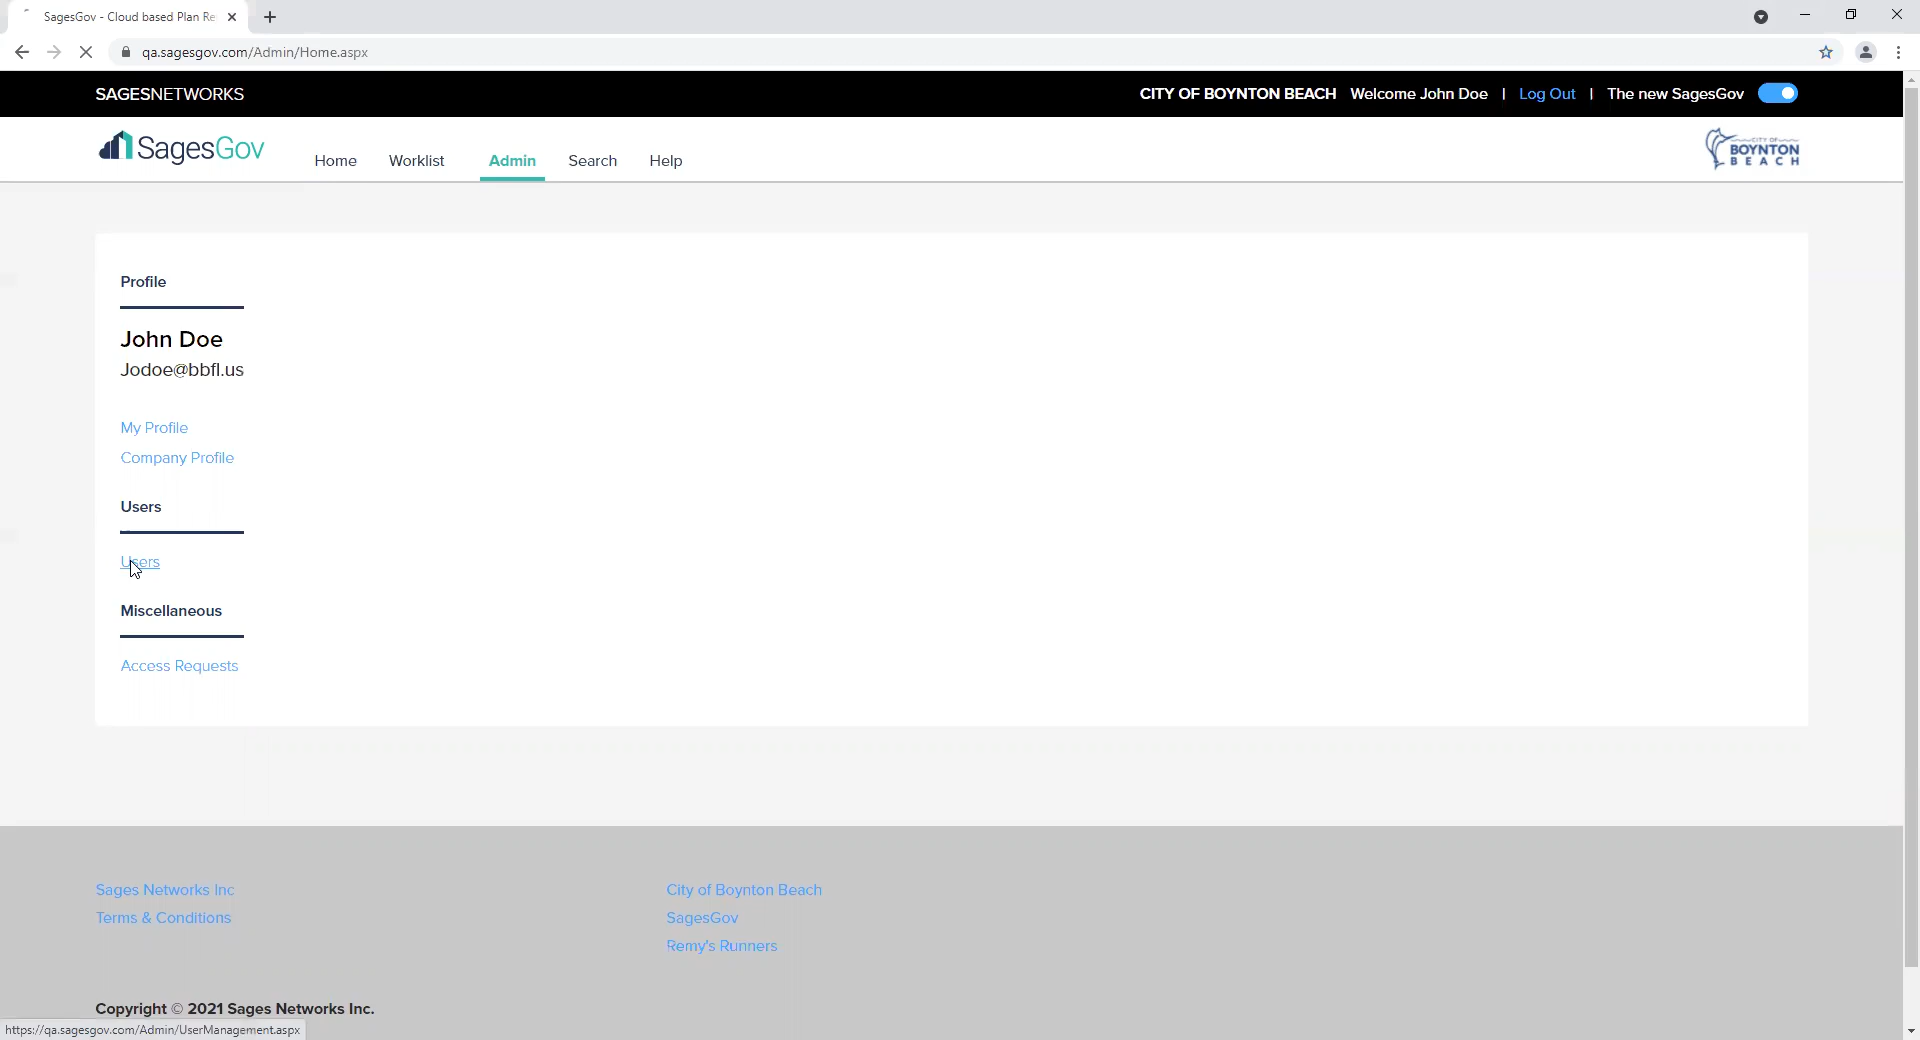 SagesGov - Cloud based Plan Re
qa.sagesgov.com/Admin/Home.aspx
SAGESNETWORKS
CITY OF BOYNTON BEACH Welcome John Doe | Log Out | The new SagesGov
SagesGov
Home Worklist Admin Search Help
CITY OF
BOYNTON
BEACH
Profile
John Doe
Jodoe@bbfl.us
My Profile
Company Profile
Users
Users
Miscellaneous
Access Requests
Sages Networks Inc
Terms & Conditions
City of Boynton Beach
SagesGov
Remy's Runners
Copyright © 2021 Sages Networks Inc.
https://qa.sagesgov.com/Admin/UserManagement.aspx